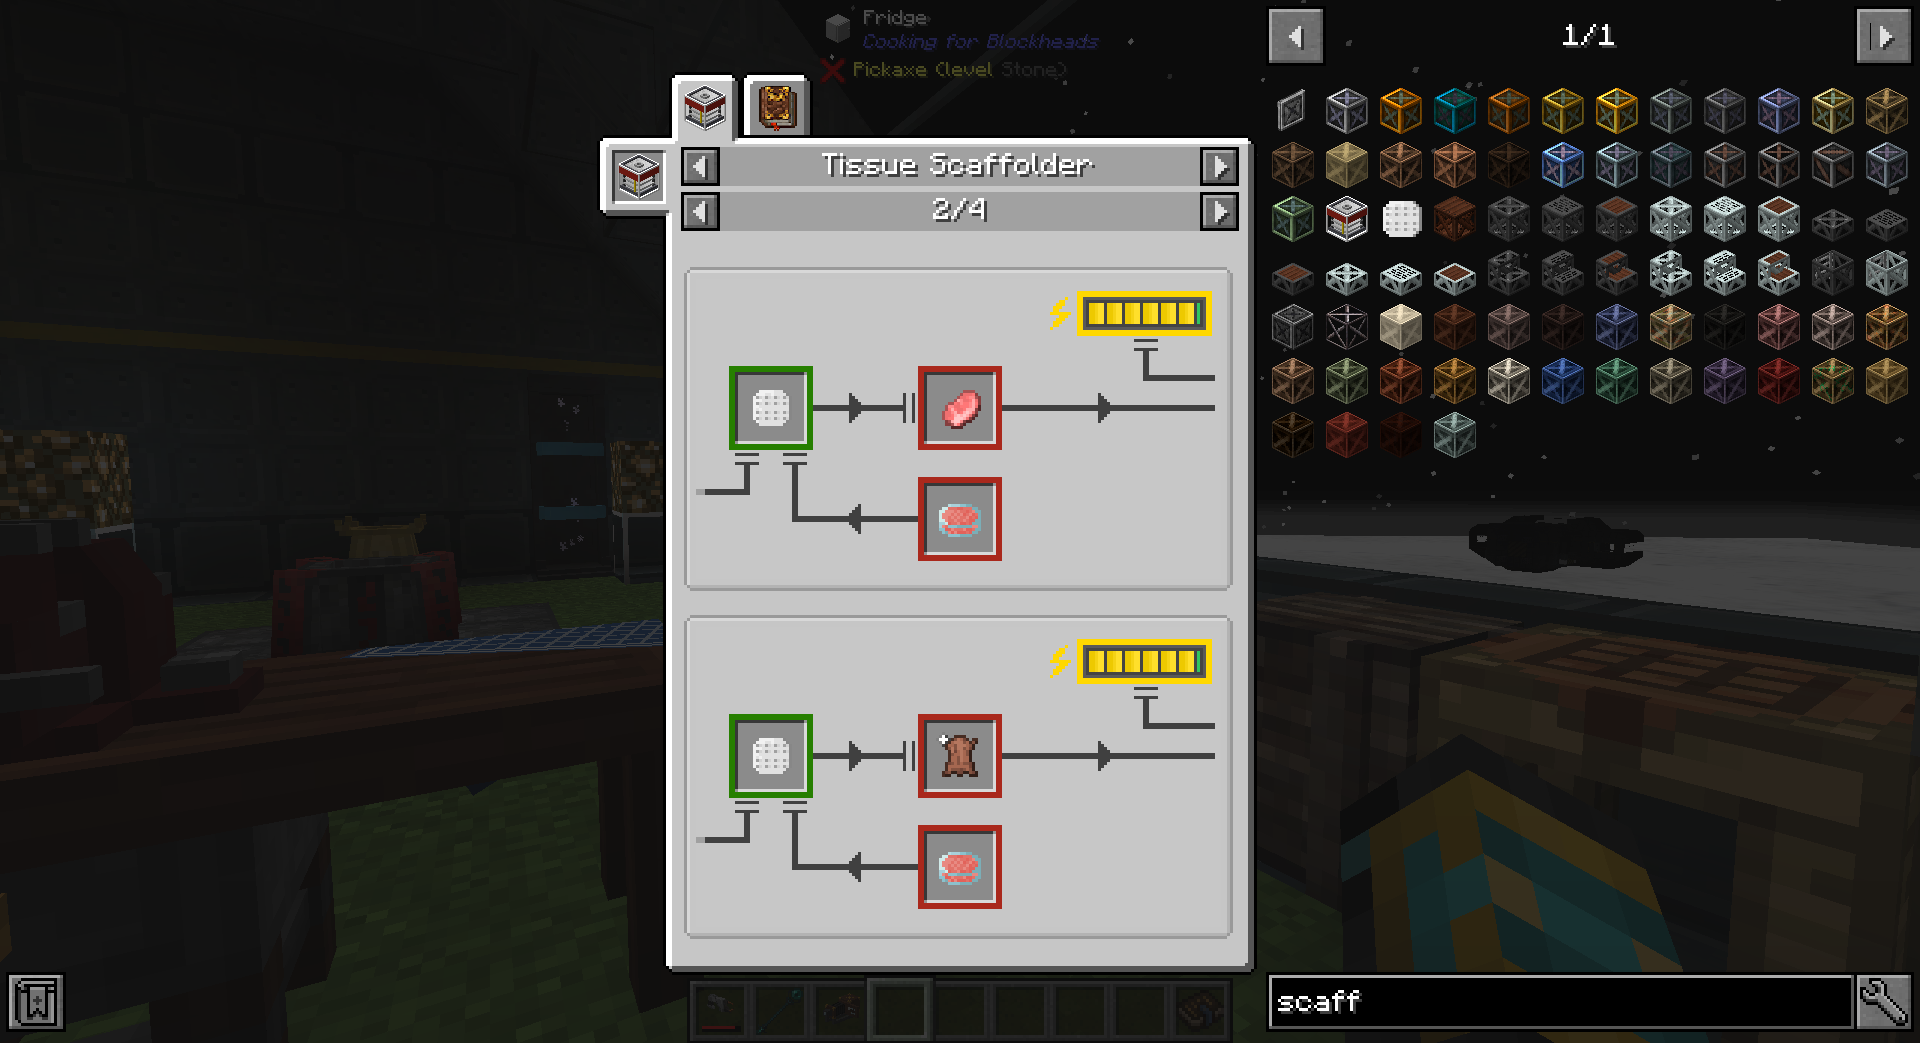 Fridge
Cooking for Blockheads
Pickaxe (level Stone)
1/1
Tissue Scaffolder
2/4
scaff